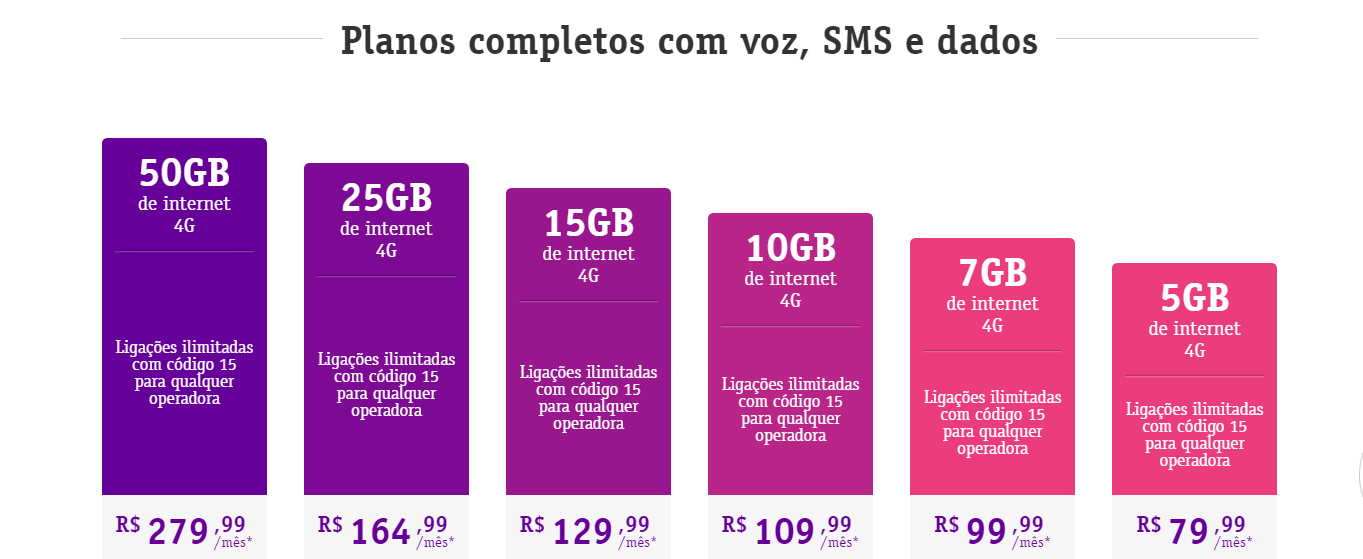 Planos completos com voz, SMS e dados
50GB
de internet
4G
Ligações ilimitadas
com código 15
para qualquer
operadora
R$ 279,99
/mês*
25GB
de internet
4G
Ligações ilimitadas
com código 15
para qualquer
operadora
R$ 164,99
/mês*
15GB
de internet
4G
Ligações ilimitadas
com código 15
para qualquer
operadora
R$ 129,99
/mês*
10GB
de internet
4G
Ligações ilimitadas
com código 15
para qualquer
operadora
R$ 109,99
/mês*
7GB
de internet
4G
Ligações ilimitadas
com código 15
para qualquer
operadora
R$ 99,99
/mês*
5GB
de internet
4G
Ligações ilimitadas
com código 15
para qualquer
operadora
R$ 79,99
/mês*